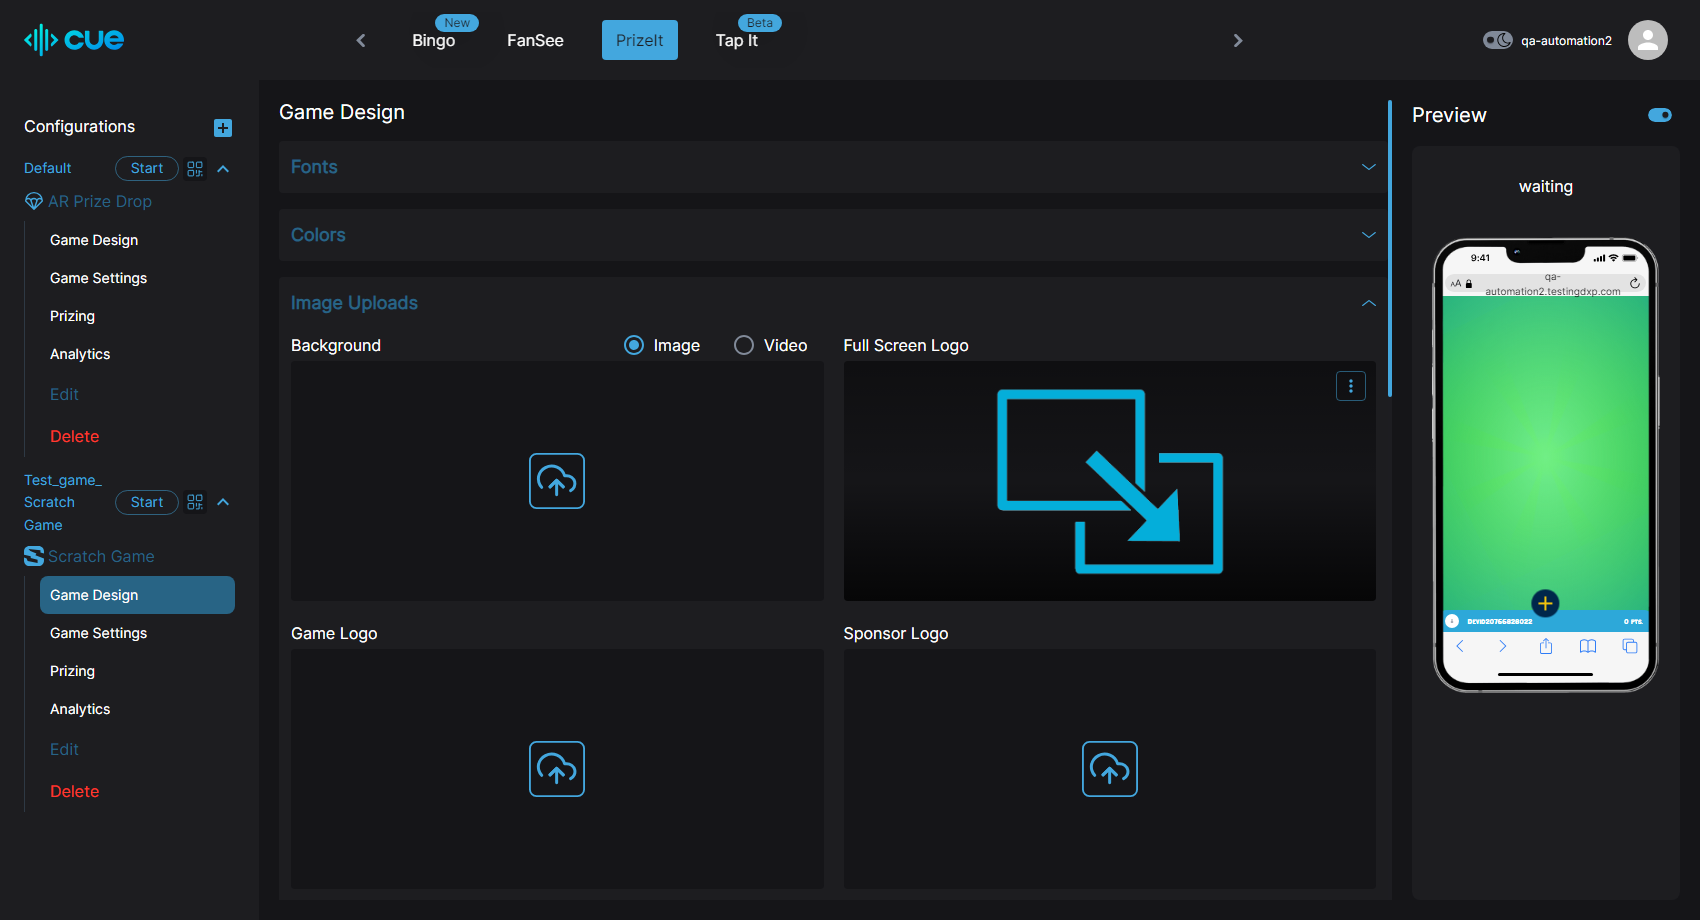 cue
New
Bingo
FanSee
PrizeIt
Beta
Tap It
qa-automation2
Configurations
Default
Start
AR Prize Drop
Game Design
Game Settings
Prizing
Analytics
Edit
Delete
Test_game_
Scratch
Game
Start
Scratch Game
Game Design
Game Settings
Prizing
Analytics
Edit
Delete
Game Design
Fonts
Colors
Image Uploads
Background
Image
Video
Full Screen Logo
Game Logo
Sponsor Logo
Preview
waiting
9:41
AA
qa-
automation2.testingdxp.com
0 PTS.